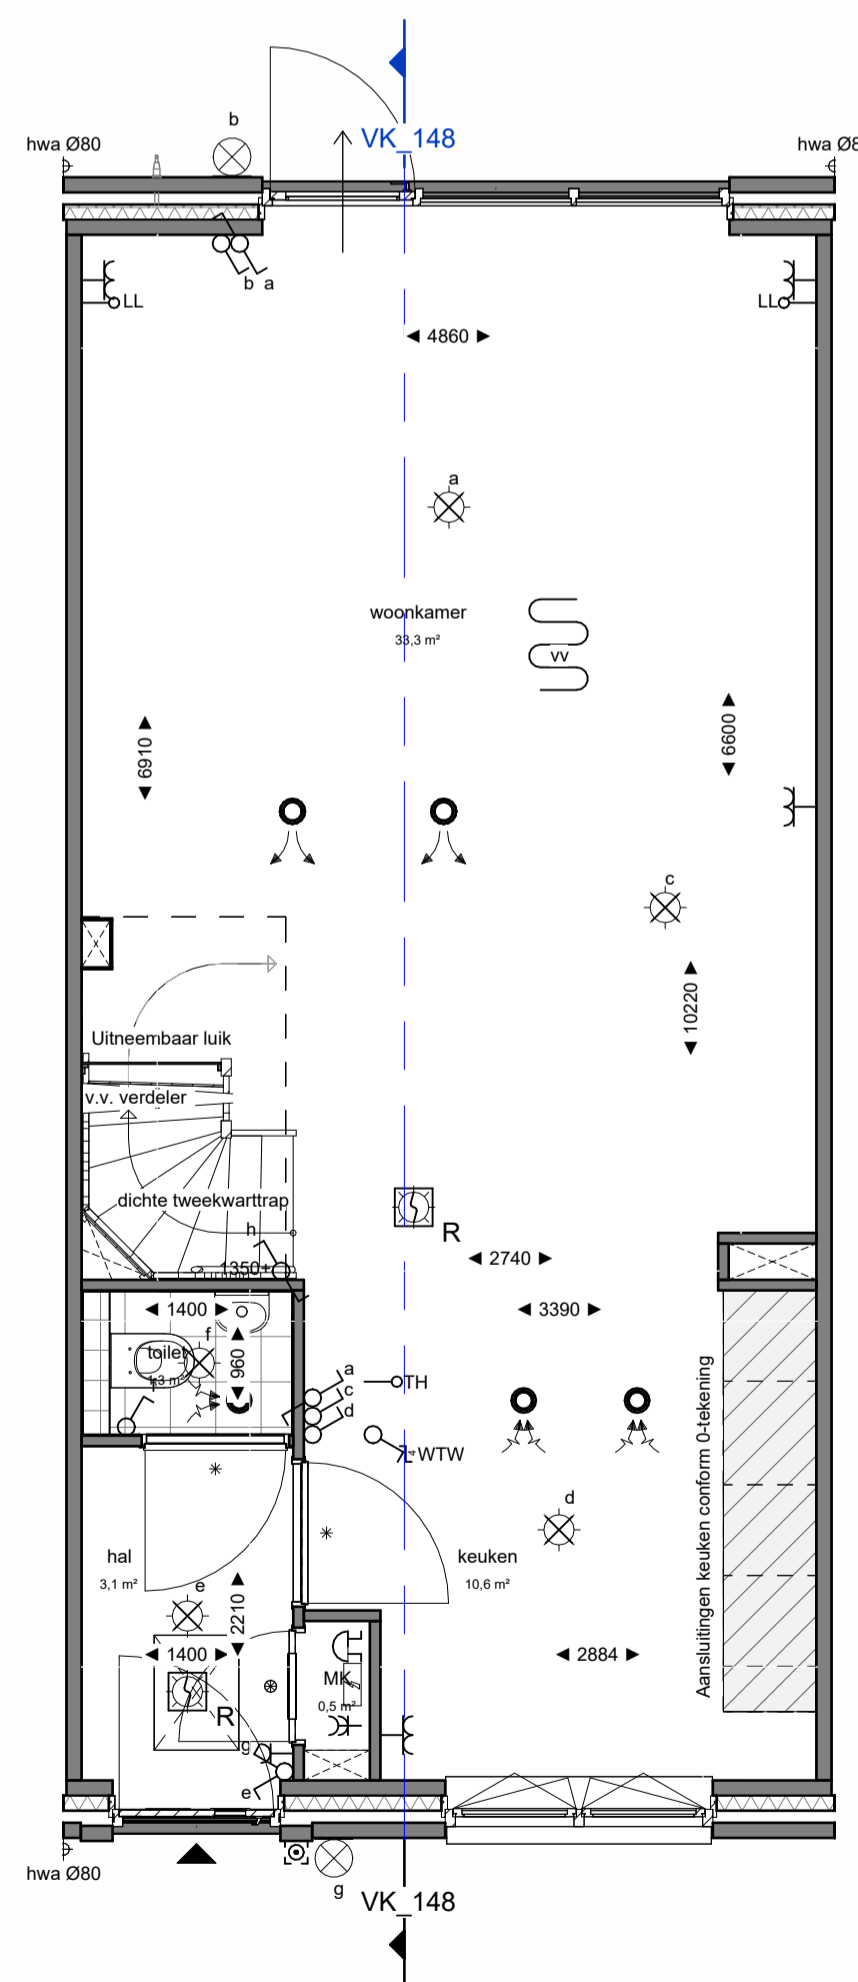 b
hwa Ø80
VK_148
hwa Ø8
b a
LL
LL
4860
a
woonkamer
33,3 m²
vv
6910
6600
c
10220
Uitneembaar luik
v.v. verdeler
dichte tweekwarttrap
h
1350+
R
2740
1400
3390
f
toilet
960
a
c
d
TH
WTW
Aansluitingen keuken conform 0-tekening
d
hal
3,1 m²
e
keuken
10,6 m²
2210
1400
2884
MK
0,5 m²
R
g
e
hwa Ø80
g
VK_148